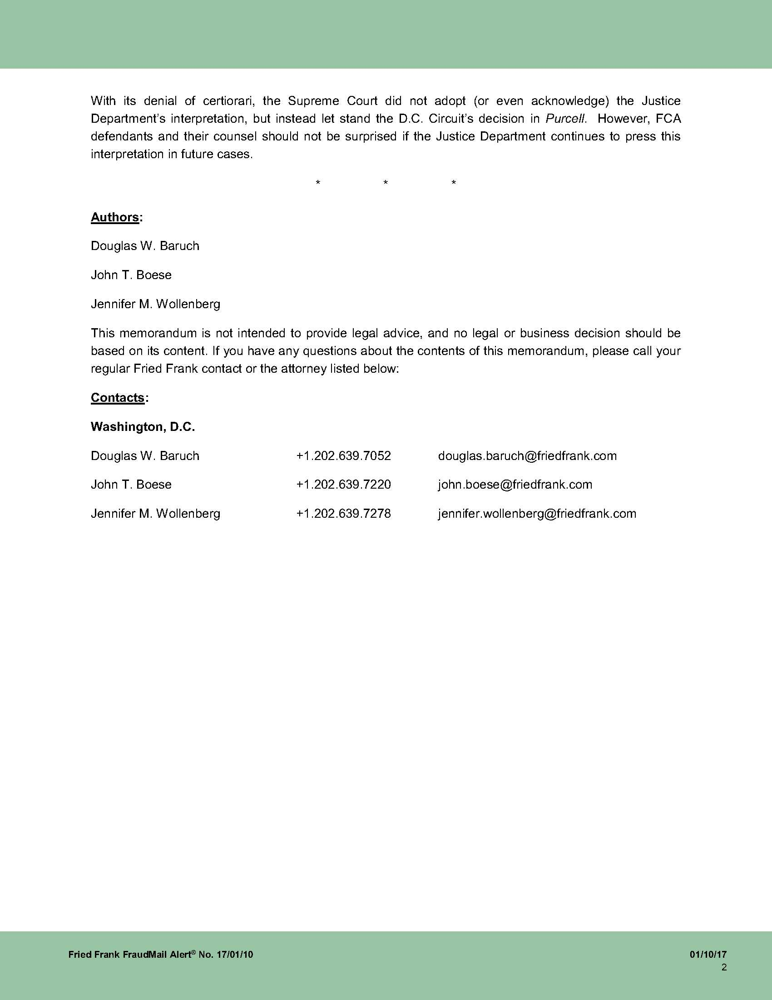 With its denial of certiorari, the Supreme Court did not adopt (or even acknowledge) the Justice
Department’s interpretation, but instead let stand the D.C. Circuit’s decision in Purcell. However, FCA
defendants and their counsel should not be surprised if the Justice Department continues to press this
interpretation in future cases.
* * *
Authors:
Douglas W. Baruch
John T. Boese
Jennifer M. Wollenberg
This memorandum is not intended to provide legal advice, and no legal or business decision should be
based on its content. If you have any questions about the contents of this memorandum, please call your
regular Fried Frank contact or the attorney listed below:
Contacts:
Washington, D.C.
Douglas W. Baruch +1.202.639.7052 douglas.baruch@friedfrank.com
John T. Boese +1.202.639.7220 john.boese@friedfrank.com
Jennifer M. Wollenberg +1.202.639.7278 jennifer.wollenberg@friedfrank.com
Fried Frank FraudMail Alert® No. 17/01/10 01/10/17
2